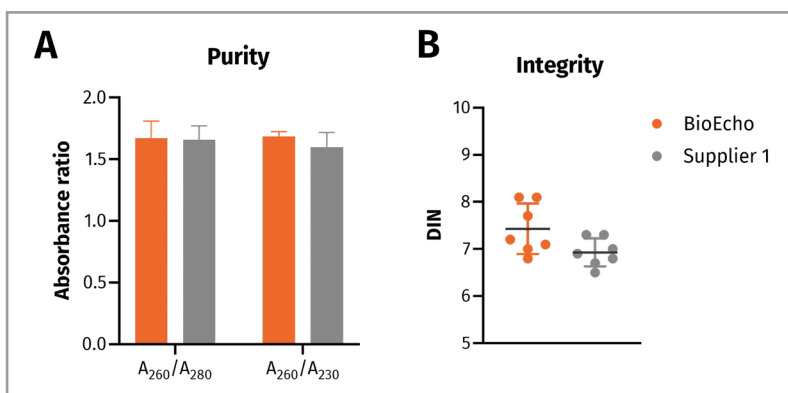 A
Purity
Absorbance ratio
2.0
1.5
1.0
0.5
0.0
A₂₆₀/A₂₈₀
A₂₆₀/A₂₃₀
B
Integrity
DIN
10
9
8
7
6
5
BioEcho
Supplier 1